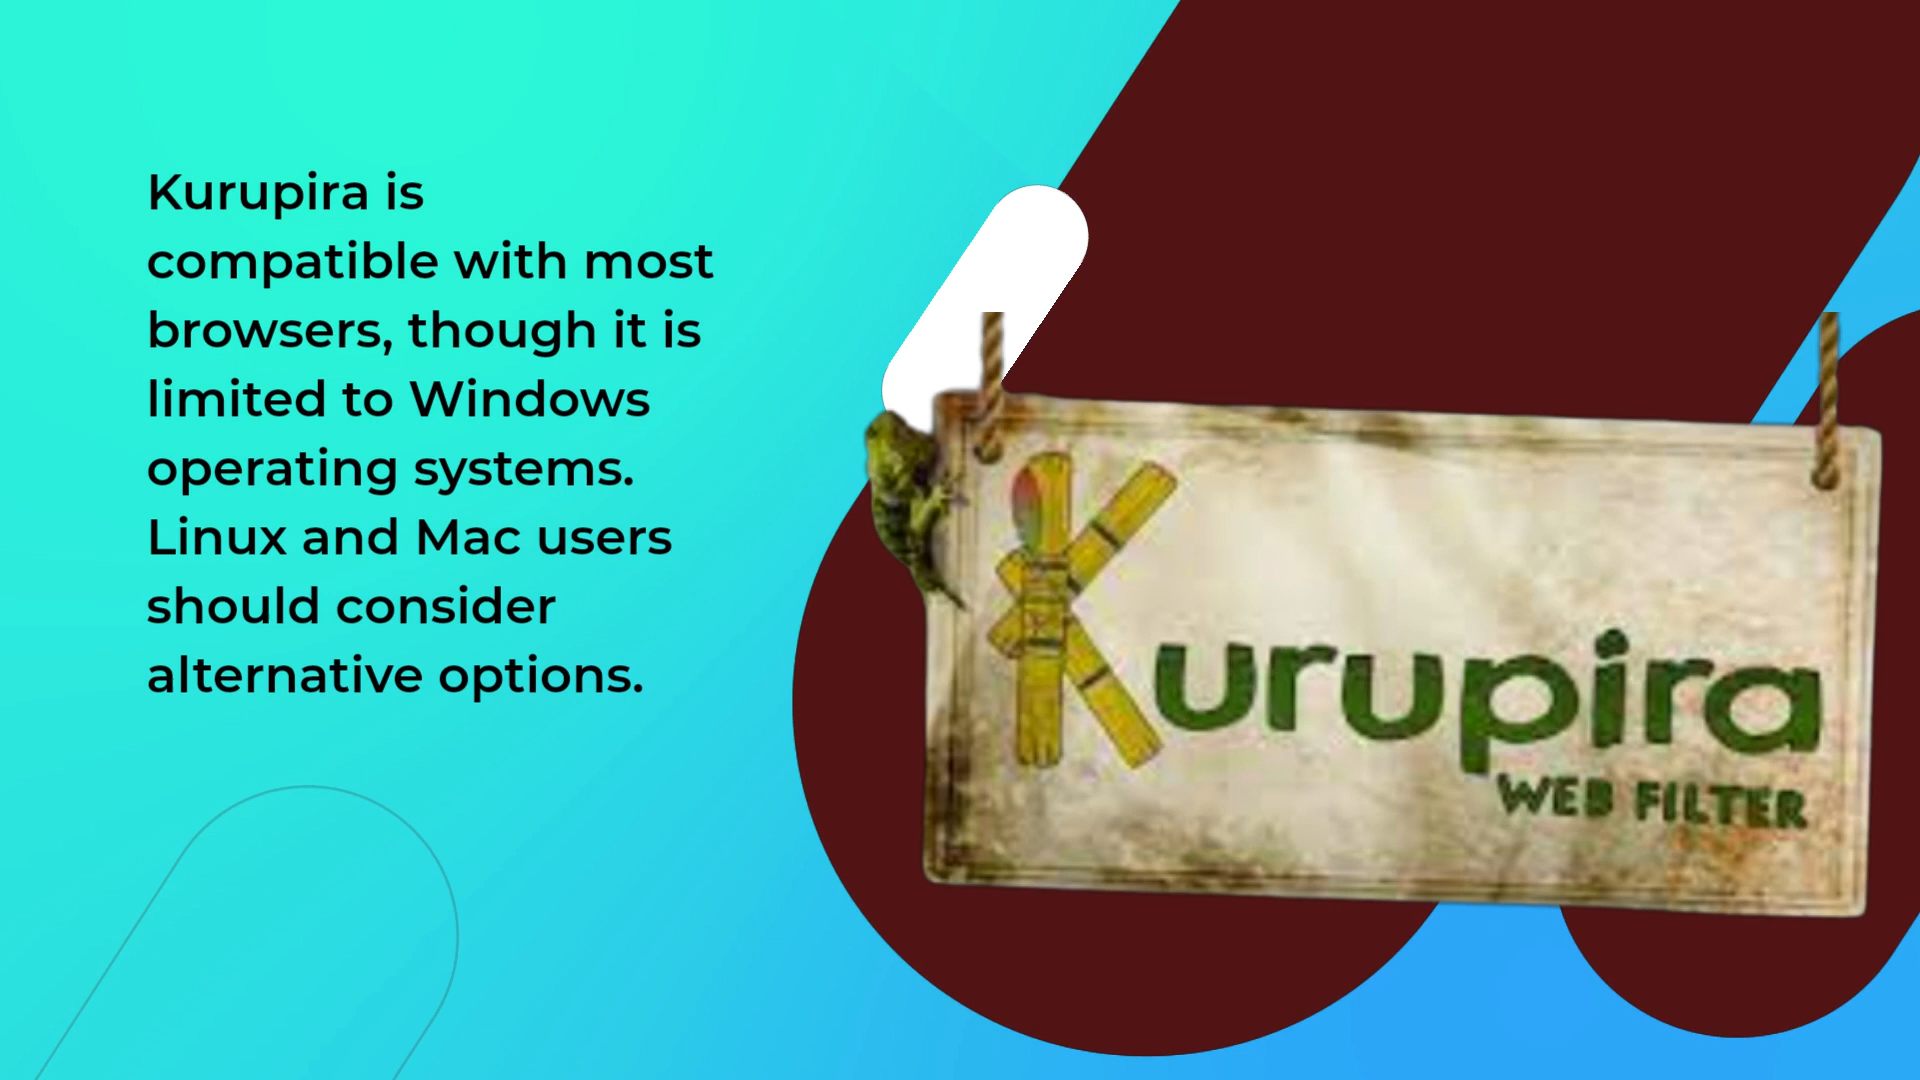 Kurupira is
compatible with most
browsers, though it is
limited to Windows
operating systems.
Linux and Mac users
should consider
alternative options.
Kurupira
WEB FILTER